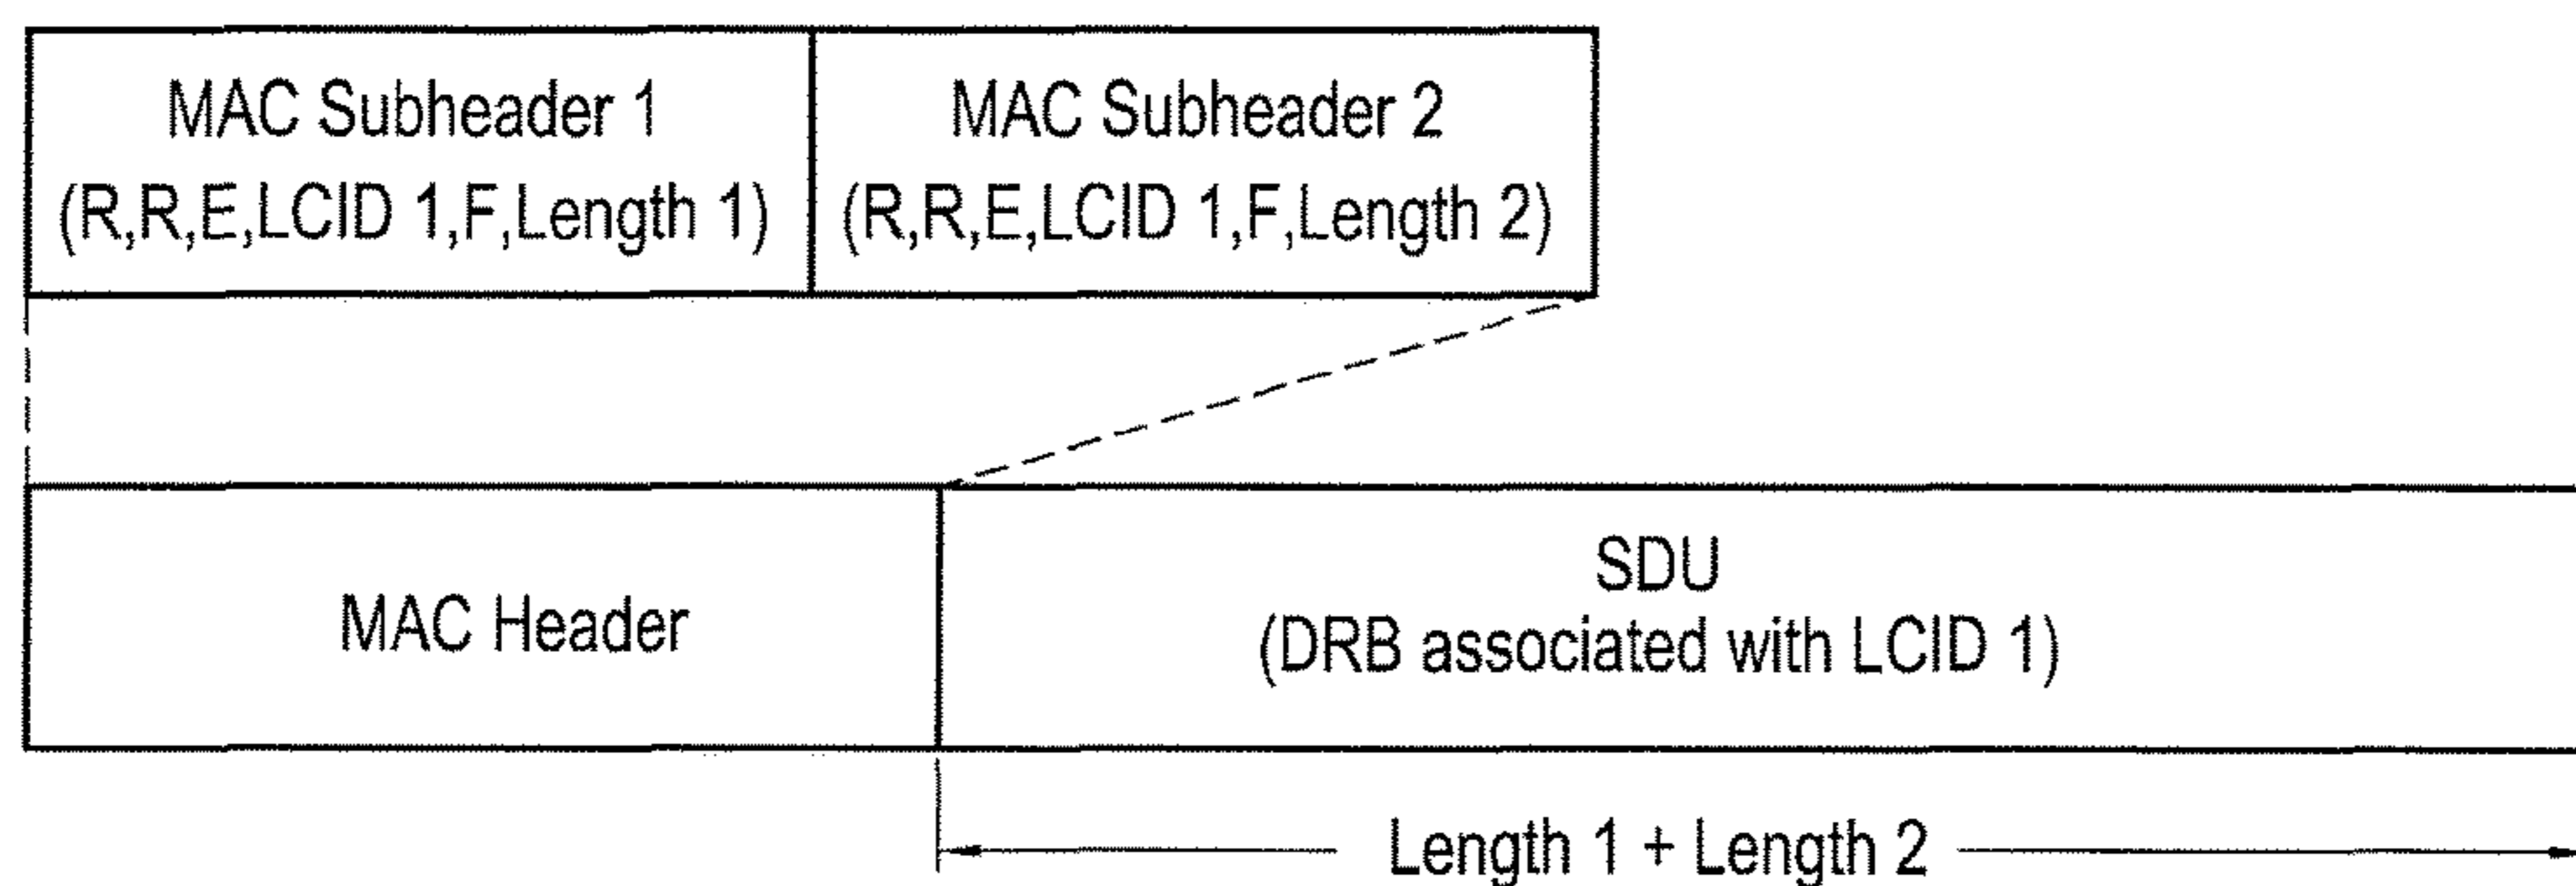 MAC Subheader 1
(R,R,E,LCID 1,F,Length 1)
MAC Subheader 2
(R,R,E,LCID 1,F,Length 2)
MAC Header
SDU
(DRB associated with LCID 1)
Length 1 + Length 2